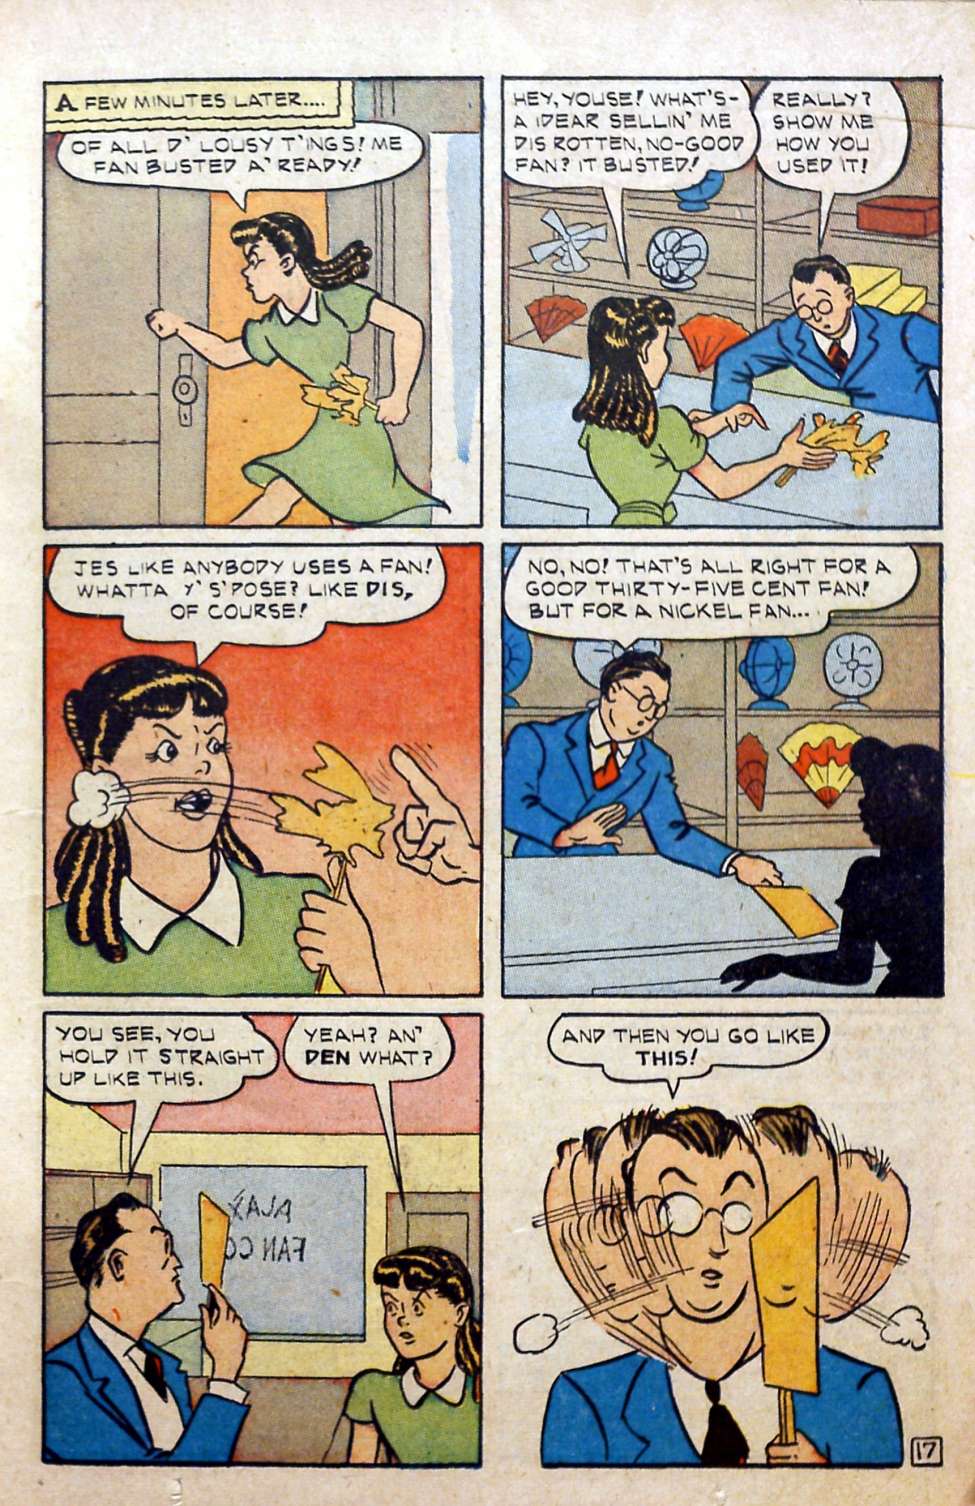 A FEW MINUTES LATER....
OF ALL D' LOUSY T'INGS! ME
FAN BUSTED A'READY!
HEY, YOUSE! WHAT'S-
A IDEAR SELLIN' ME
DIS ROTTEN, NO-GOOD
FAN? IT BUSTED!
REALLY?
SHOW ME
HOW YOU
USED IT!
JES LIKE ANYBODY USES A FAN!
WHATTA Y' S'POSE? LIKE DIS,
OF COURSE!
NO, NO! THAT'S ALL RIGHT FOR A
GOOD THIRTY-FIVE CENT FAN!
BUT FOR A NICKEL FAN...
YOU SEE, YOU
HOLD IT STRAIGHT
UP LIKE THIS.
YEAH? AN'
DEN WHAT?
AJAX
FAN CO
AND THEN YOU GO LIKE
THIS!
17